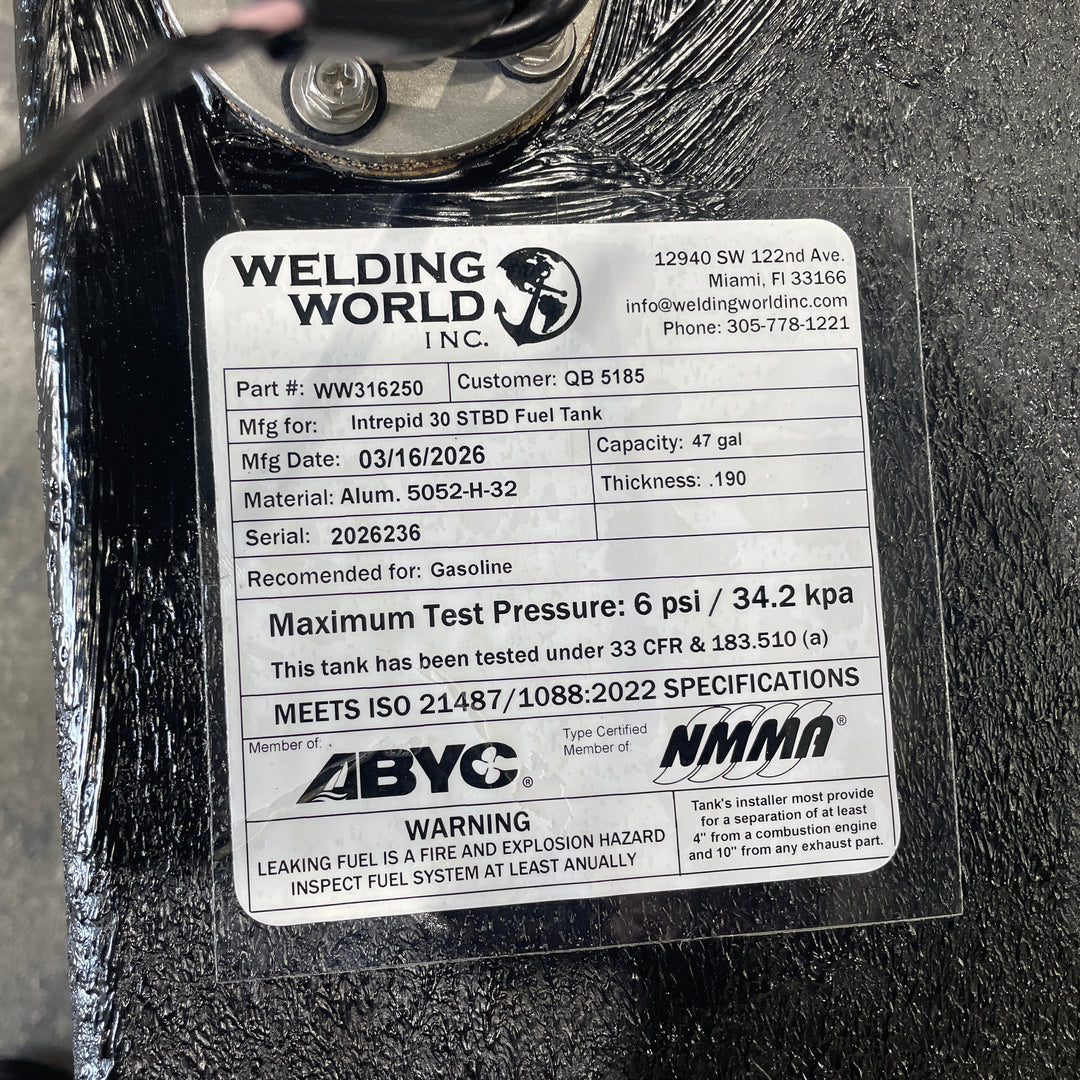 WELDING
WORLD
INC.
12940 SW 122nd Ave.
Miami, Fl 33166
info@weldingworldinc.com
Phone: 305-778-1221
Part #: WW316250
Customer: QB 5185
Mfg for: Intrepid 30 STBD Fuel Tank
Mfg Date: 03/16/2026
Capacity: 47 gal
Material: Alum. 5052-H-32
Thickness: .190
Serial: 2026236
Recomended for: Gasoline
Maximum Test Pressure: 6 psi / 34.2 kpa
This tank has been tested under 33 CFR & 183.510 (a)
MEETS ISO 21487/1088:2022 SPECIFICATIONS
Member of:
ABYC®
Type Certified
Member of:
NMMA®
WARNING
LEAKING FUEL IS A FIRE AND EXPLOSION HAZARD
INSPECT FUEL SYSTEM AT LEAST ANUALLY
Tank's installer most provide
for a separation of at least
4" from a combustion engine
and 10" from any exhaust part.